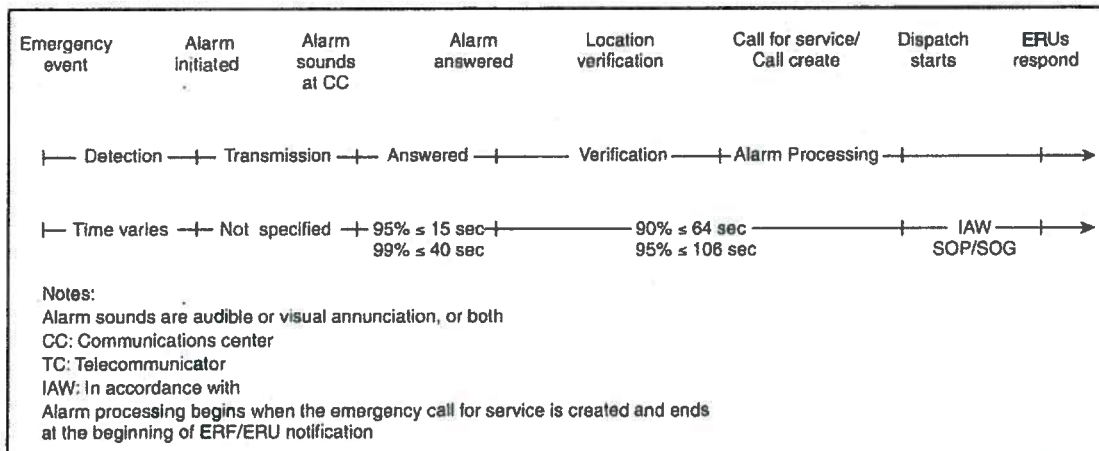 Emergency event
Alarm initiated
Alarm sounds at CC
Alarm answered
Location verification
Call for service/ Call create
Dispatch starts
ERUs respond
Detection
Transmission
Answered
Verification
Alarm Processing
Time varies
Not specified
95% ≤ 15 sec
99% ≤ 40 sec
90% ≤ 64 sec
95% ≤ 106 sec
IAW
SOP/SOG
Notes:
Alarm sounds are audible or visual annunciation, or both
CC: Communications center
TC: Telecommunicator
IAW: In accordance with
Alarm processing begins when the emergency call for service is created and ends
at the beginning of ERF/ERU notification